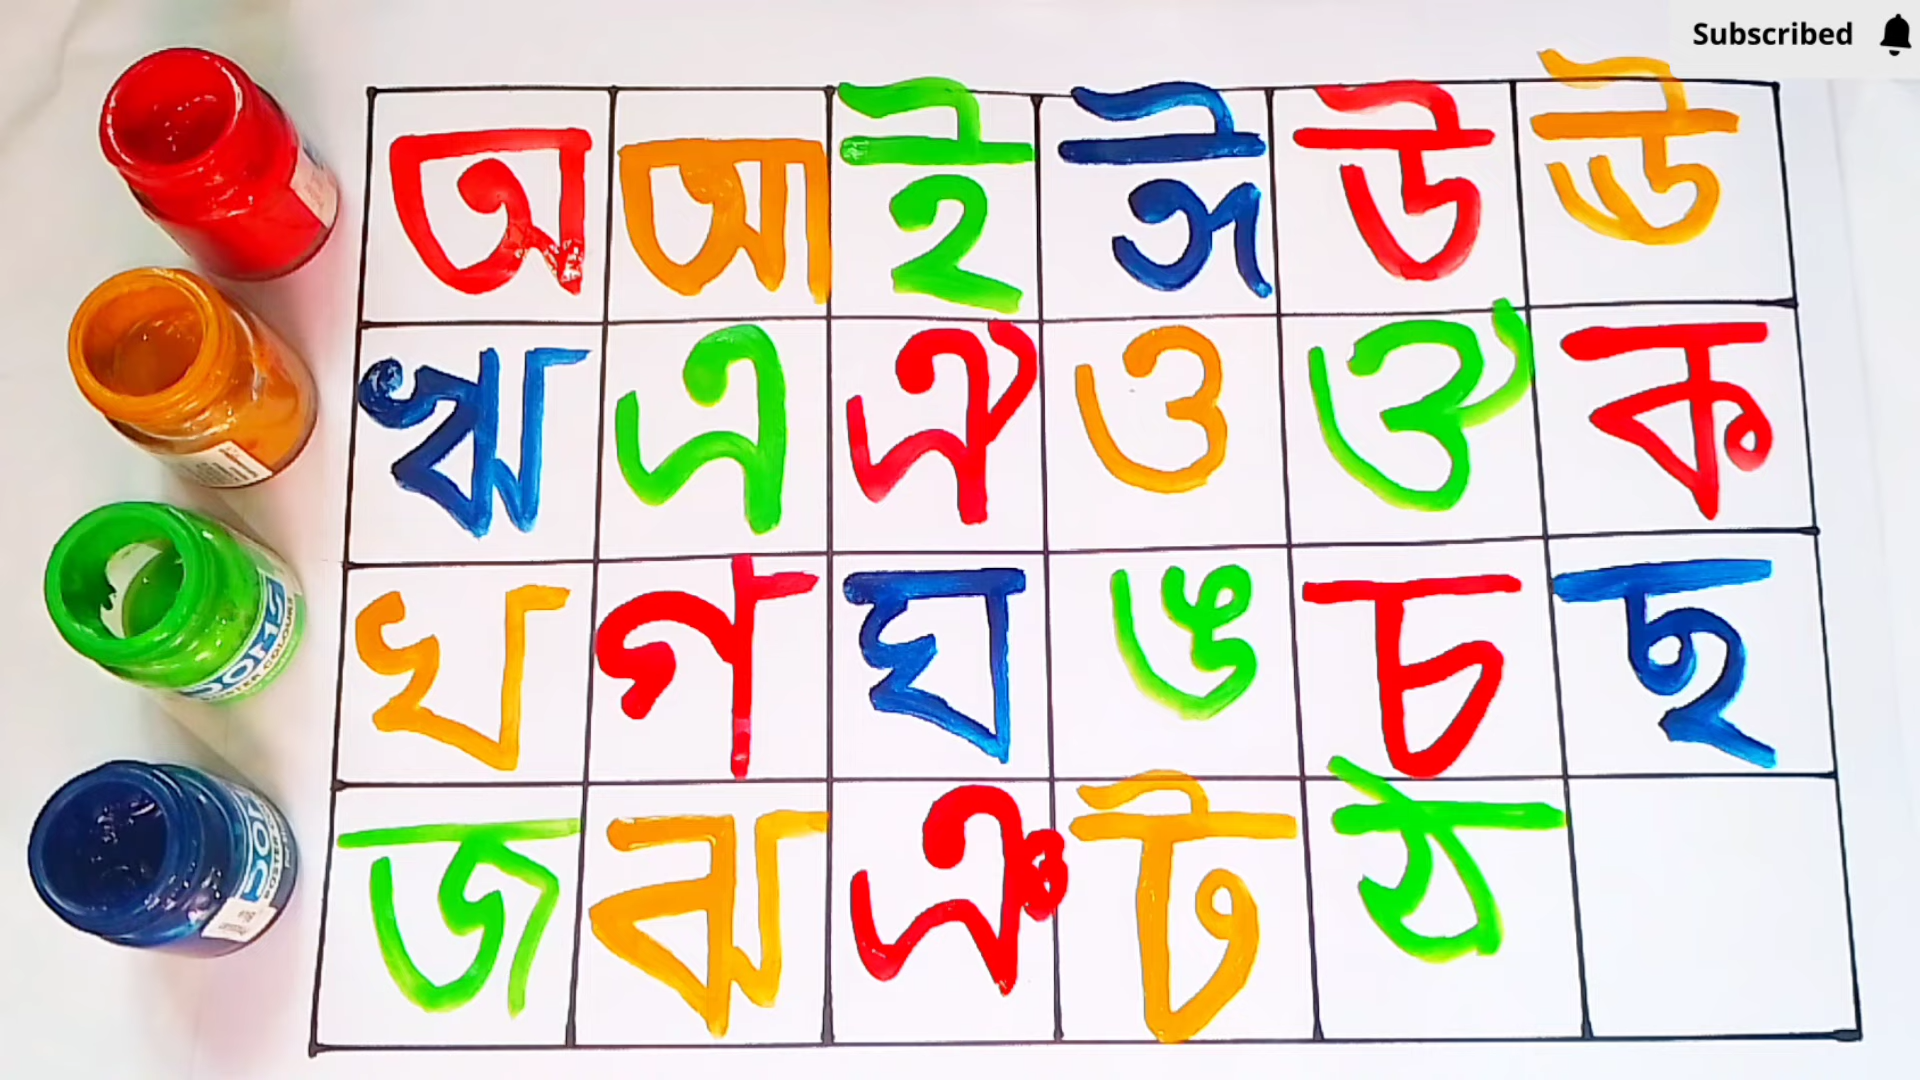 Subscribed
অ আ ই ঈ উ ঊ
ঋ এ ঐ ও ঔ ক
খ গ ঘ ঙ চ ছ
জ ঝ ঞ ট ঠ